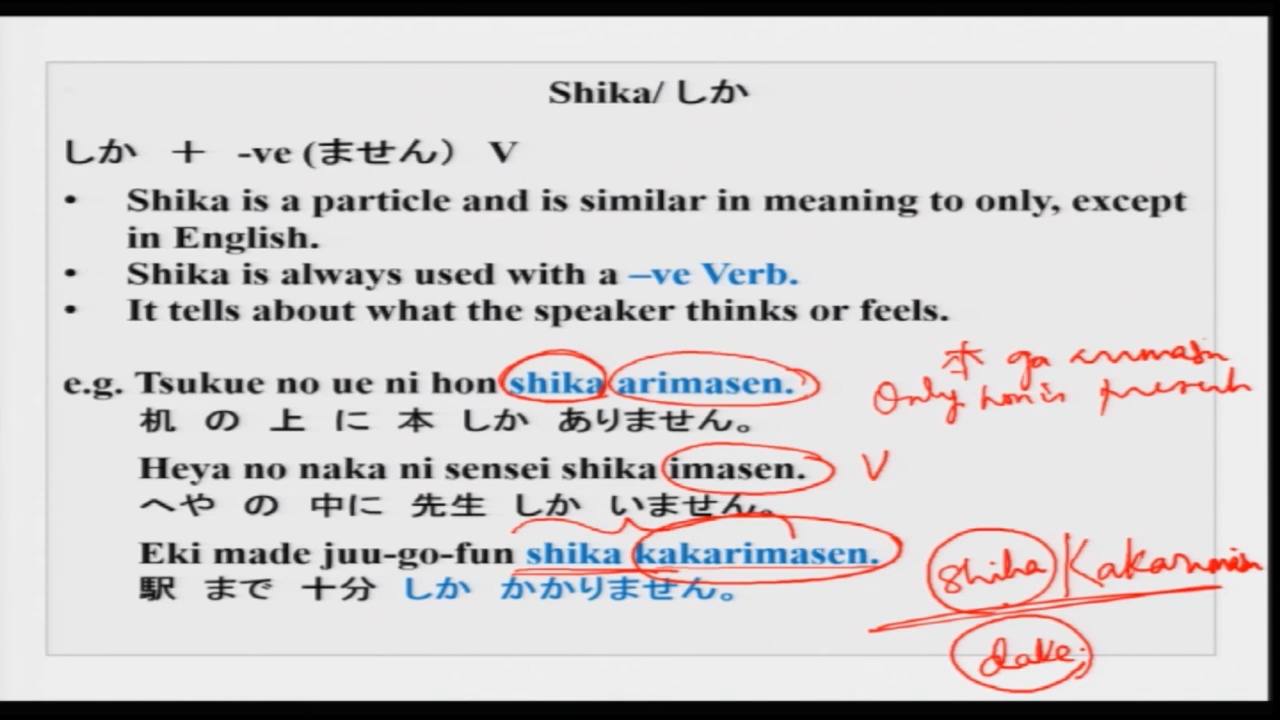 Shika/ しか
しか ＋ -ve (ません） V
• Shika is a particle and is similar in meaning to only, except
in English.
• Shika is always used with a –ve Verb.
• It tells about what the speaker thinks or feels.
本 ga arimasen
e.g. Tsukue no ue ni hon shika arimasen.
Only hon is present
机 の 上 に 本 しか ありません。
Heya no naka ni sensei shika imasen. V
へや の 中に 先生 しか いません。
Eki made juu-go-fun shika kakarimasen.
shika Kakarimasen
駅 まで 十分 しか かかりません。
dake;